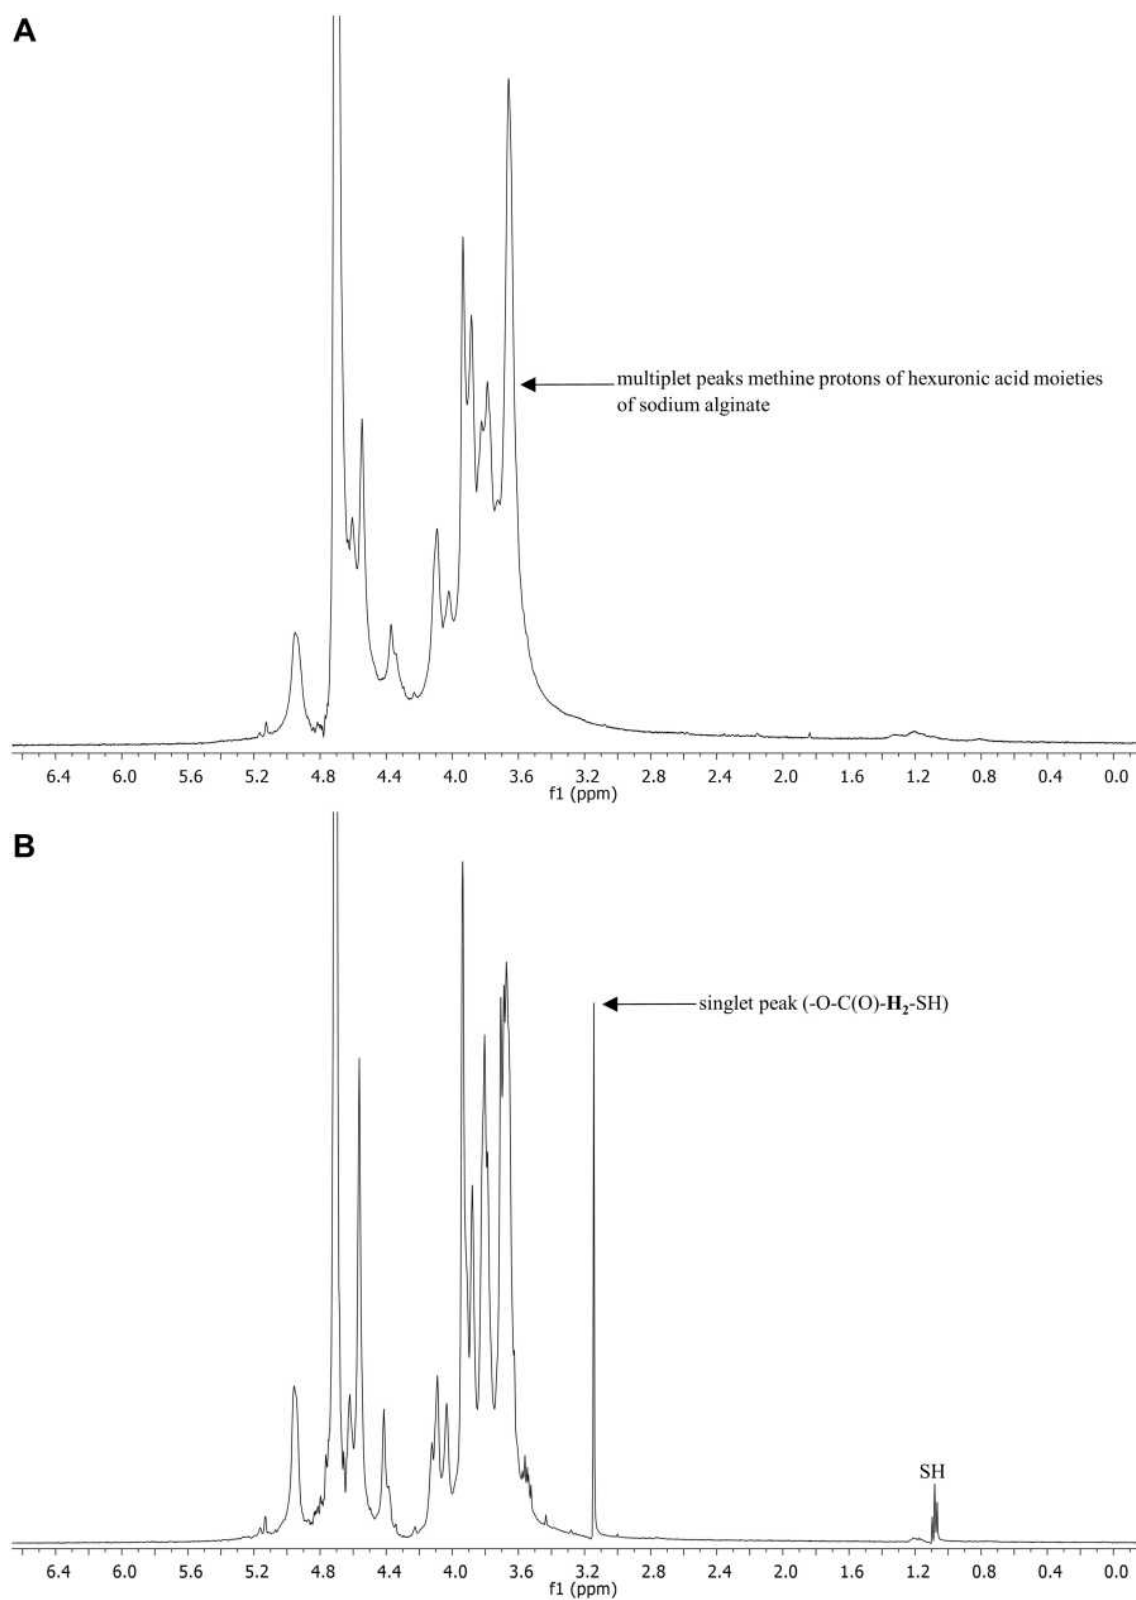 A
multiplet peaks methine protons of hexuronic acid moieties
of sodium alginate
6.4 6.0 5.2 4.8 4.4 4.0 3.6 3.2 2.8 2.4 2.0 1.6 1.2 0.8 0.4 0.0
f1 (ppm)
B
singlet peak (-O-C(O)-H₂-SH)
SH
6.4 6.0 5.2 4.8 4.4 4.0 3.6 3.2 2.8 2.4 2.0 1.6 1.2 0.8 0.4 0.0
f1 (ppm)